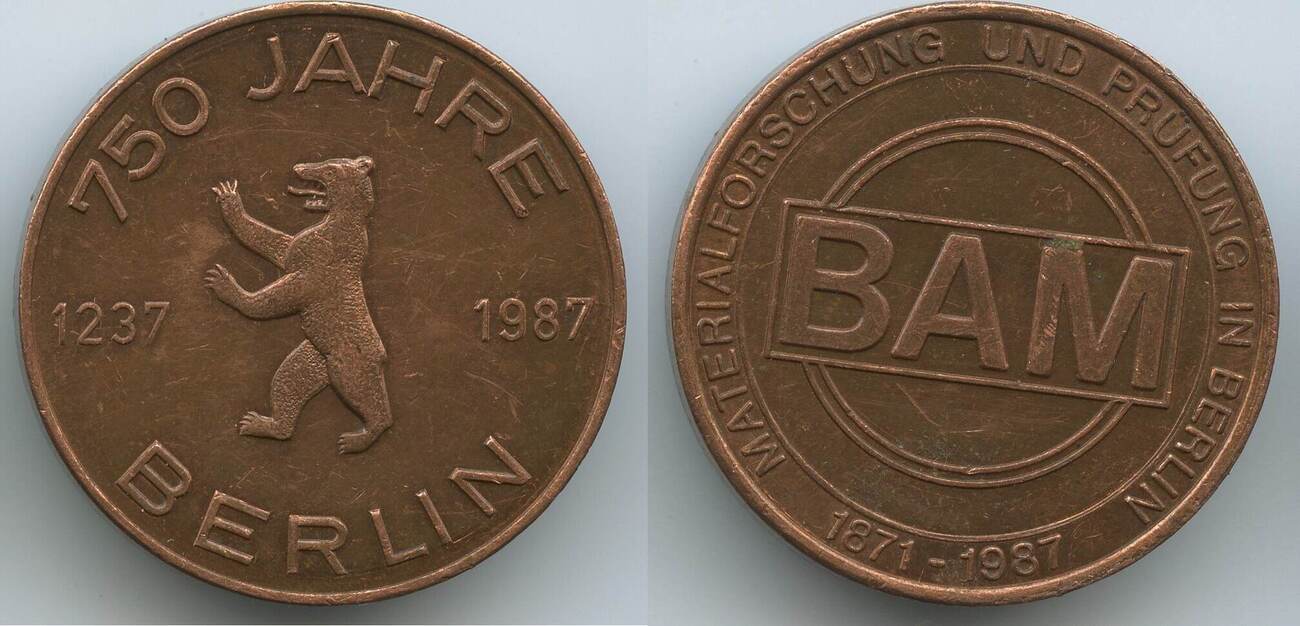 750 JAHRE
1237
1987
BERLIN
MATERIALFORSCHUNG UND PRÜFUNG IN BERLIN
BAM
1871-1987